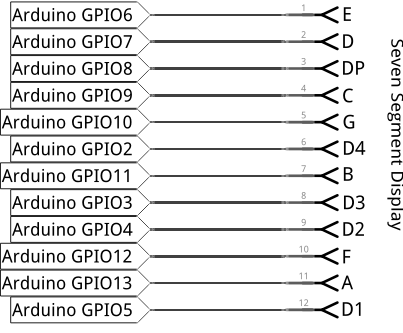 Arduino GPIO6 1 E
Arduino GPIO7 2 D
Arduino GPIO8 3 DP
Arduino GPIO9 4 C
Arduino GPIO10 5 G
Arduino GPIO2 6 D4
Arduino GPIO11 7 B
Arduino GPIO3 8 D3
Arduino GPIO4 9 D2
Arduino GPIO12 10 F
Arduino GPIO13 11 A
Arduino GPIO5 12 D1
Seven Segment Display